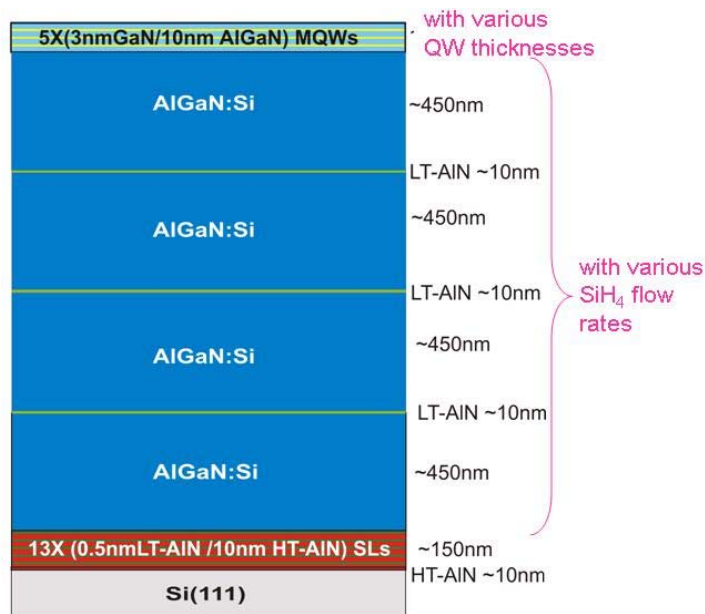 5X(3nmGaN/10nm AlGaN) MQWs
with various
QW thicknesses
AlGaN:Si
~450nm
LT-AlN ~10nm
AlGaN:Si
~450nm
LT-AlN ~10nm
with various
SiH₄ flow
rates
AlGaN:Si
~450nm
LT-AlN ~10nm
AlGaN:Si
~450nm
13X (0.5nmLT-AlN /10nm HT-AlN) SLs
~150nm
HT-AlN ~10nm
Si(111)